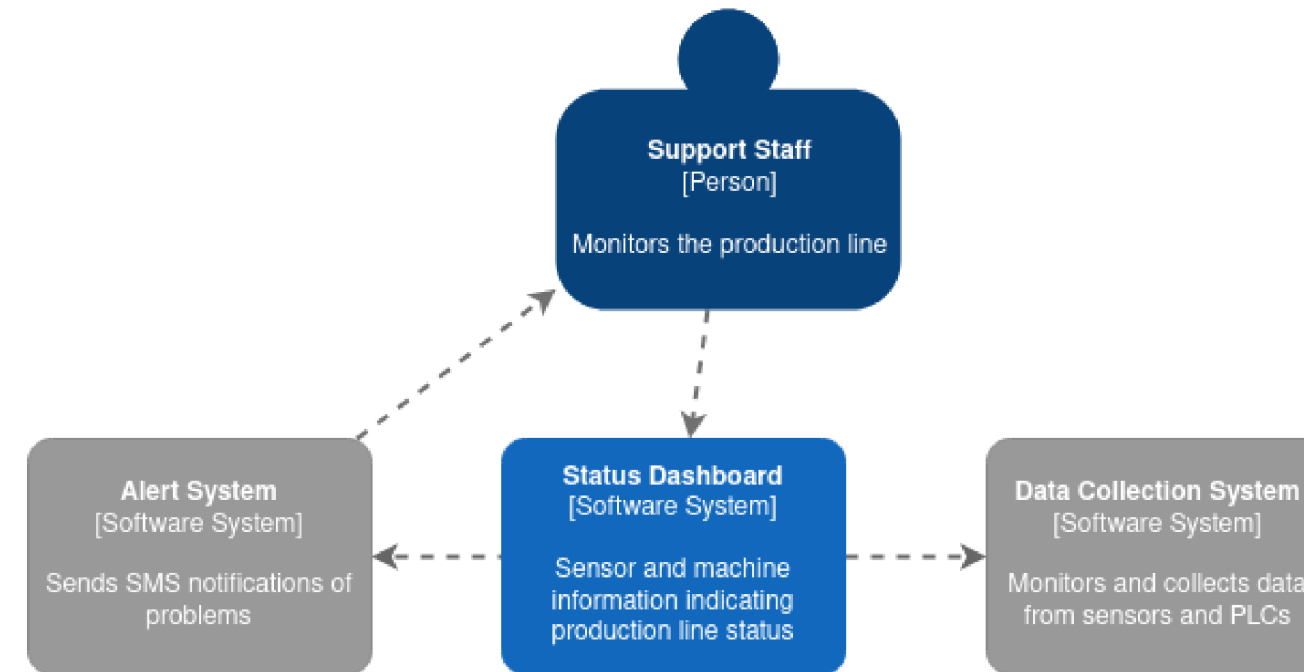 Support Staff
[Person]
Monitors the production line
Alert System
[Software System]
Sends SMS notifications of
problems
Status Dashboard
[Software System]
Sensor and machine
information indicating
production line status
Data Collection System
[Software System]
Monitors and collects data
from sensors and PLCs